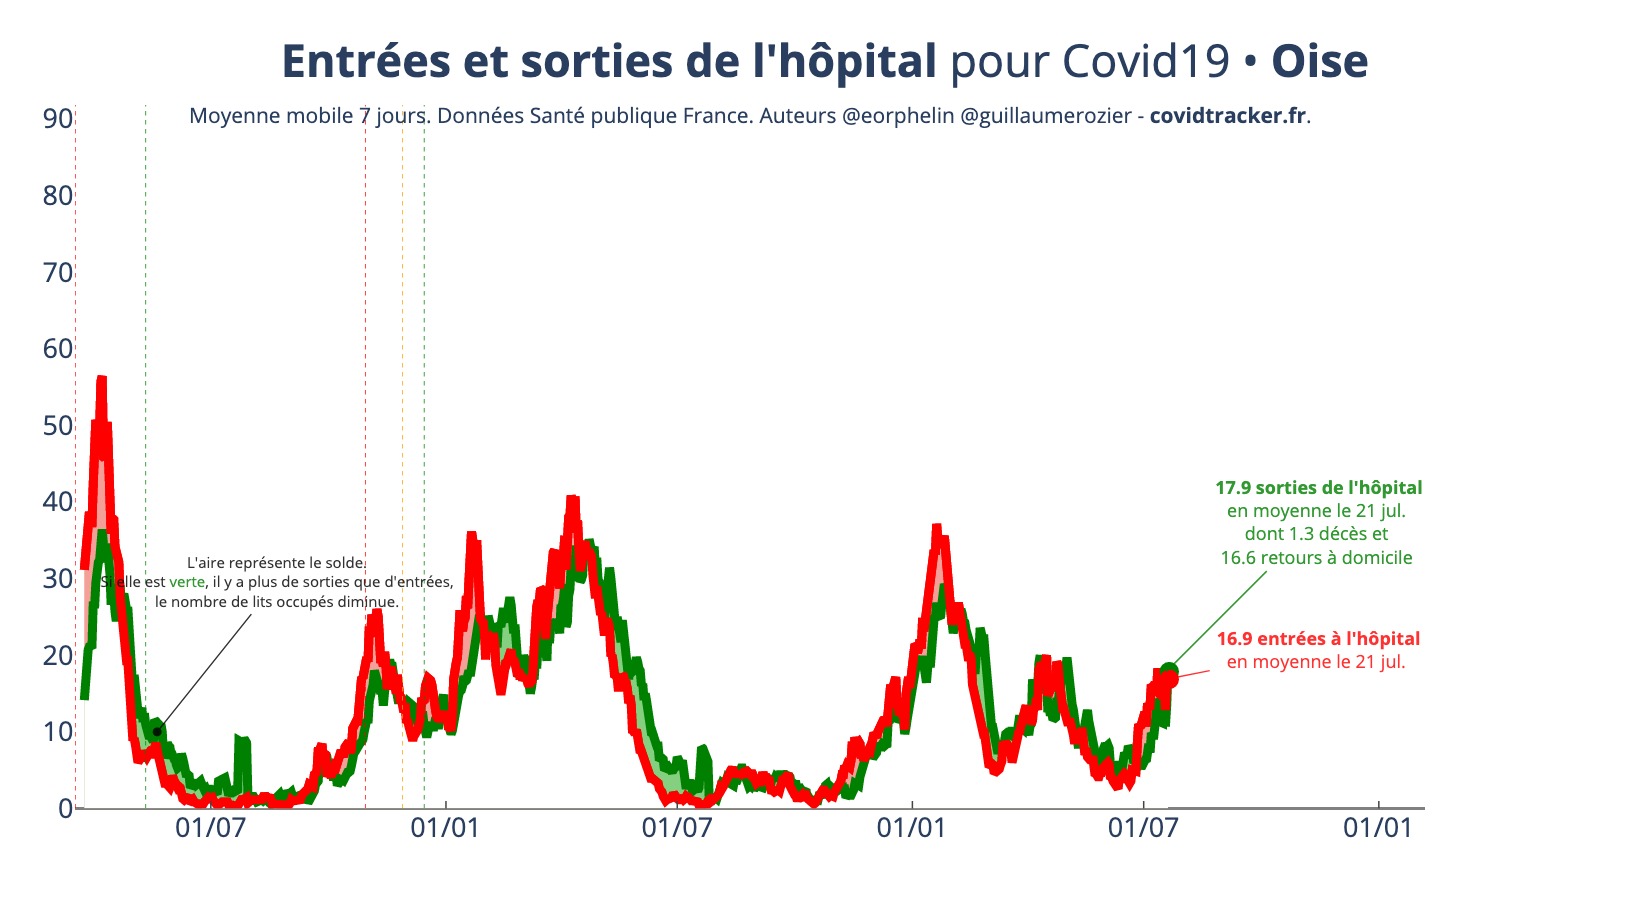 Entrées et sorties de l'hôpital pour Covid19 • Oise
Moyenne mobile 7 jours. Données Santé publique France. Auteurs @eorphelin @guillaumerozier - covidtracker.fr.
90
80
70
60
50
40
30
20
10
0
L'aire représente le solde.
Si elle est verte, il y a plus de sorties que d'entrées,
le nombre de lits occupés diminue.
17.9 sorties de l'hôpital
en moyenne le 21 jul.
dont 1.3 décès et
16.6 retours à domicile
16.9 entrées à l'hôpital
en moyenne le 21 jul.
01/07
01/01
01/07
01/01
01/07
01/01